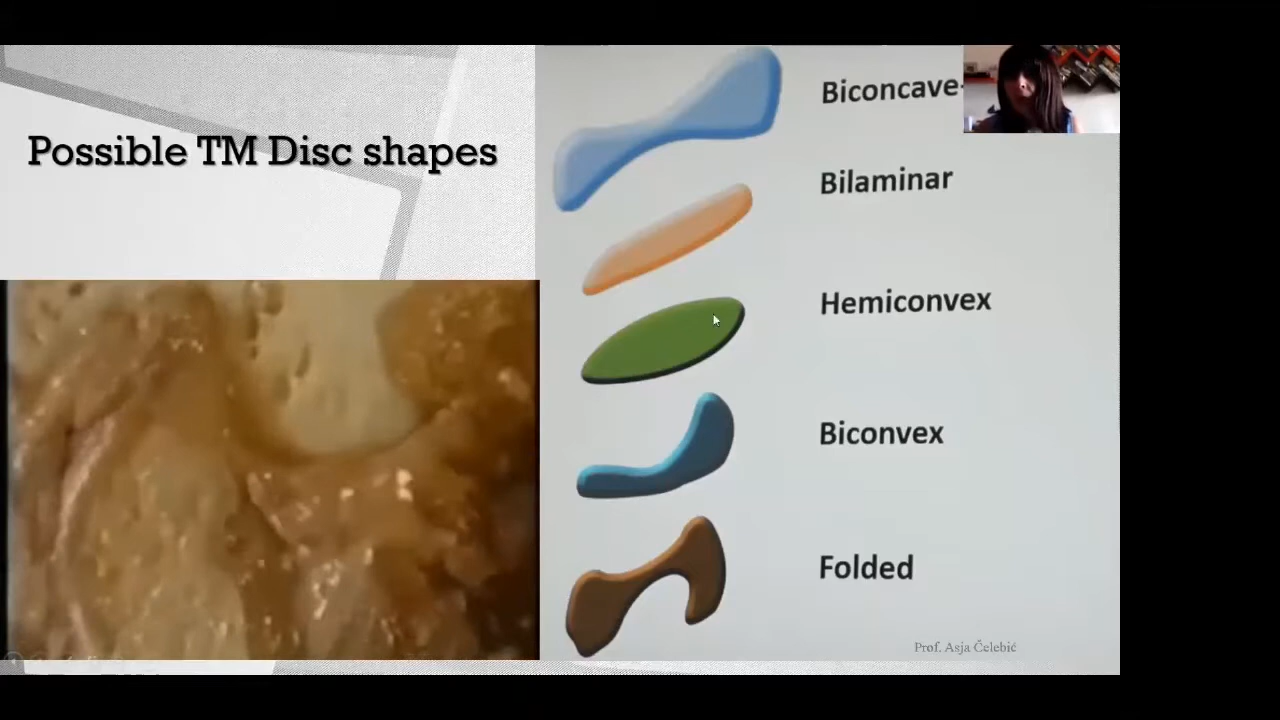 Possible TM Disc shapes
Biconcave-
Bilaminar
Hemiconvex
Biconvex
Folded
Prof. Asja Čelebić